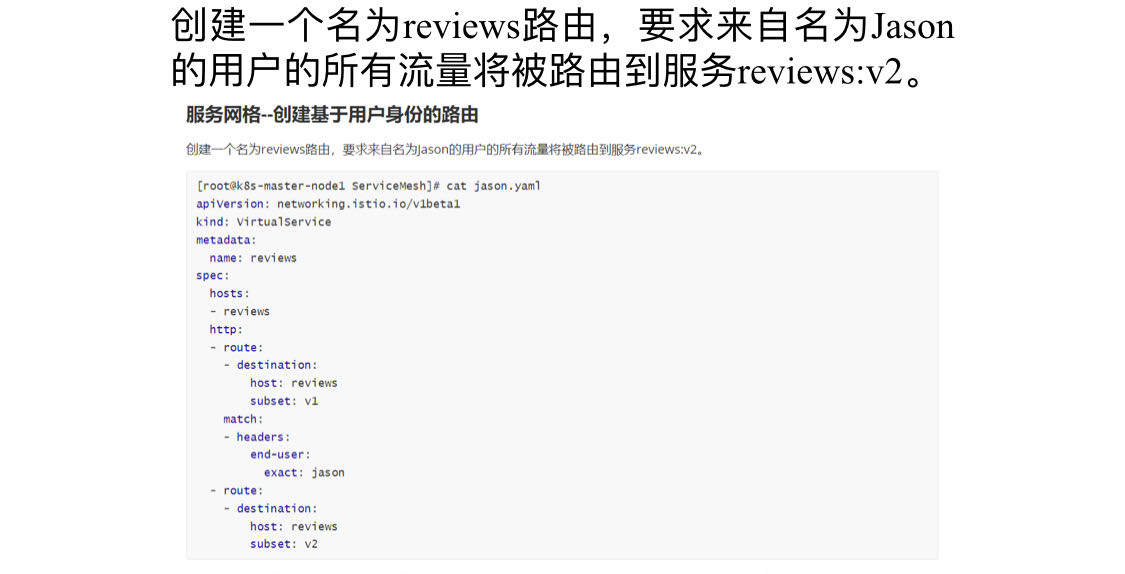 创建一个名为reviews路由，要求来自名为Jason
的用户的所有流量将被路由到服务reviews:v2。
服务网格--创建基于用户身份的路由
创建一个名为reviews路由，要求来自名为Jason的用户的所有流量将被路由到服务reviews:v2。
[root@k8s-master-node1 ServiceMesh]# cat jason.yaml
apiVersion: networking.istio.io/v1beta1
kind: VirtualService
metadata:
  name: reviews
spec:
  hosts:
  - reviews
  http:
  - route:
    - destination:
        host: reviews
        subset: v1
    match:
    - headers:
        end-user:
          exact: jason
  - route:
    - destination:
        host: reviews
        subset: v2